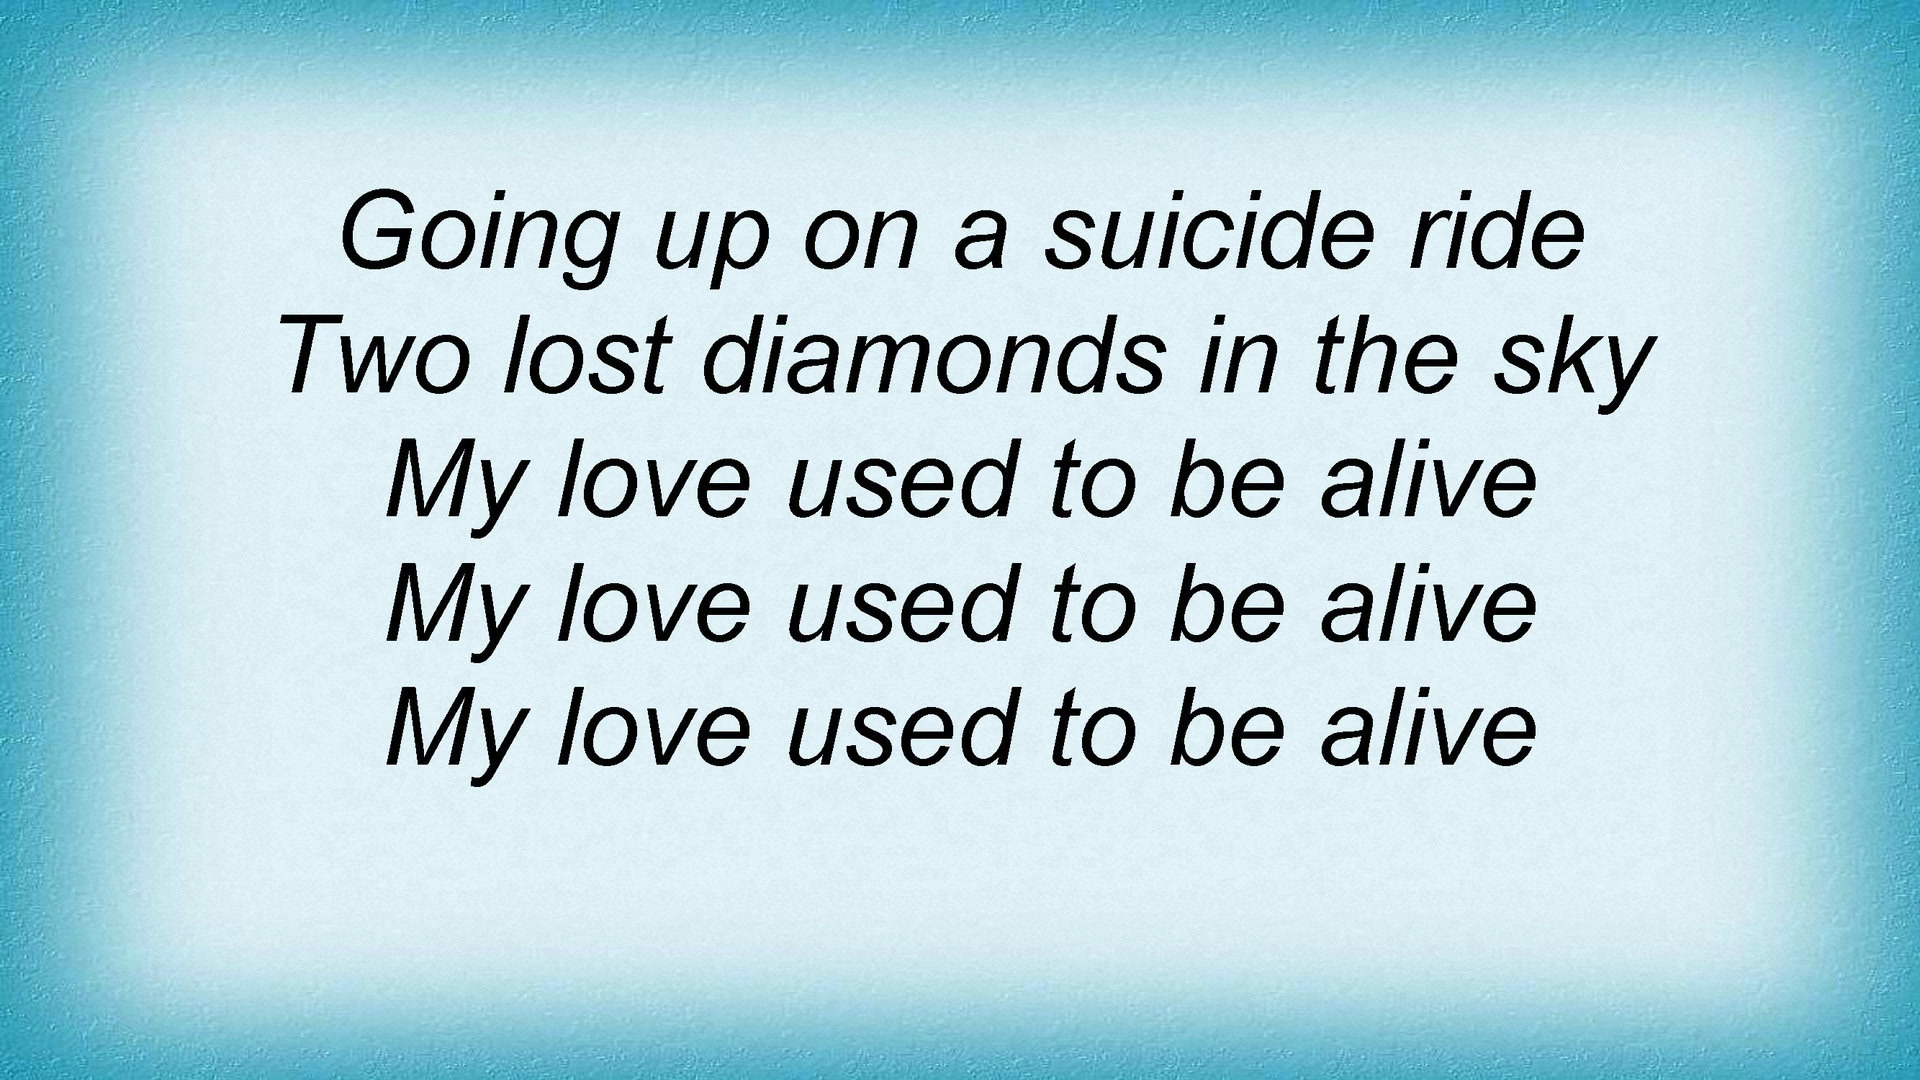 Going up on a suicide ride
Two lost diamonds in the sky
My love used to be alive
My love used to be alive
My love used to be alive